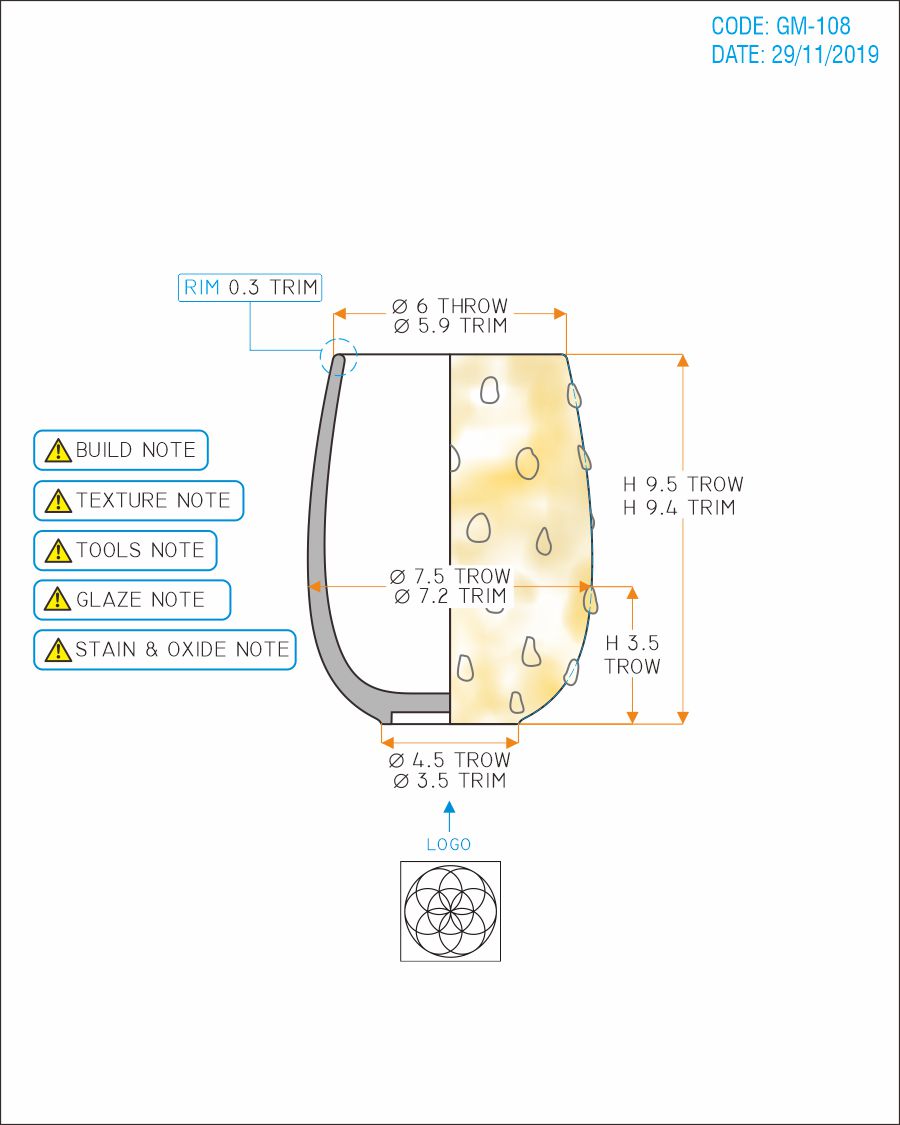 CODE: GM-108
DATE: 29/11/2019
RIM 0.3 TRIM
Ø 6 THROW
Ø 5.9 TRIM
BUILD NOTE
TEXTURE NOTE
TOOLS NOTE
GLAZE NOTE
STAIN & OXIDE NOTE
H 9.5 TROW
H 9.4 TRIM
Ø 7.5 TROW
Ø 7.2 TRIM
H 3.5
TROW
Ø 4.5 TROW
Ø 3.5 TRIM
LOGO